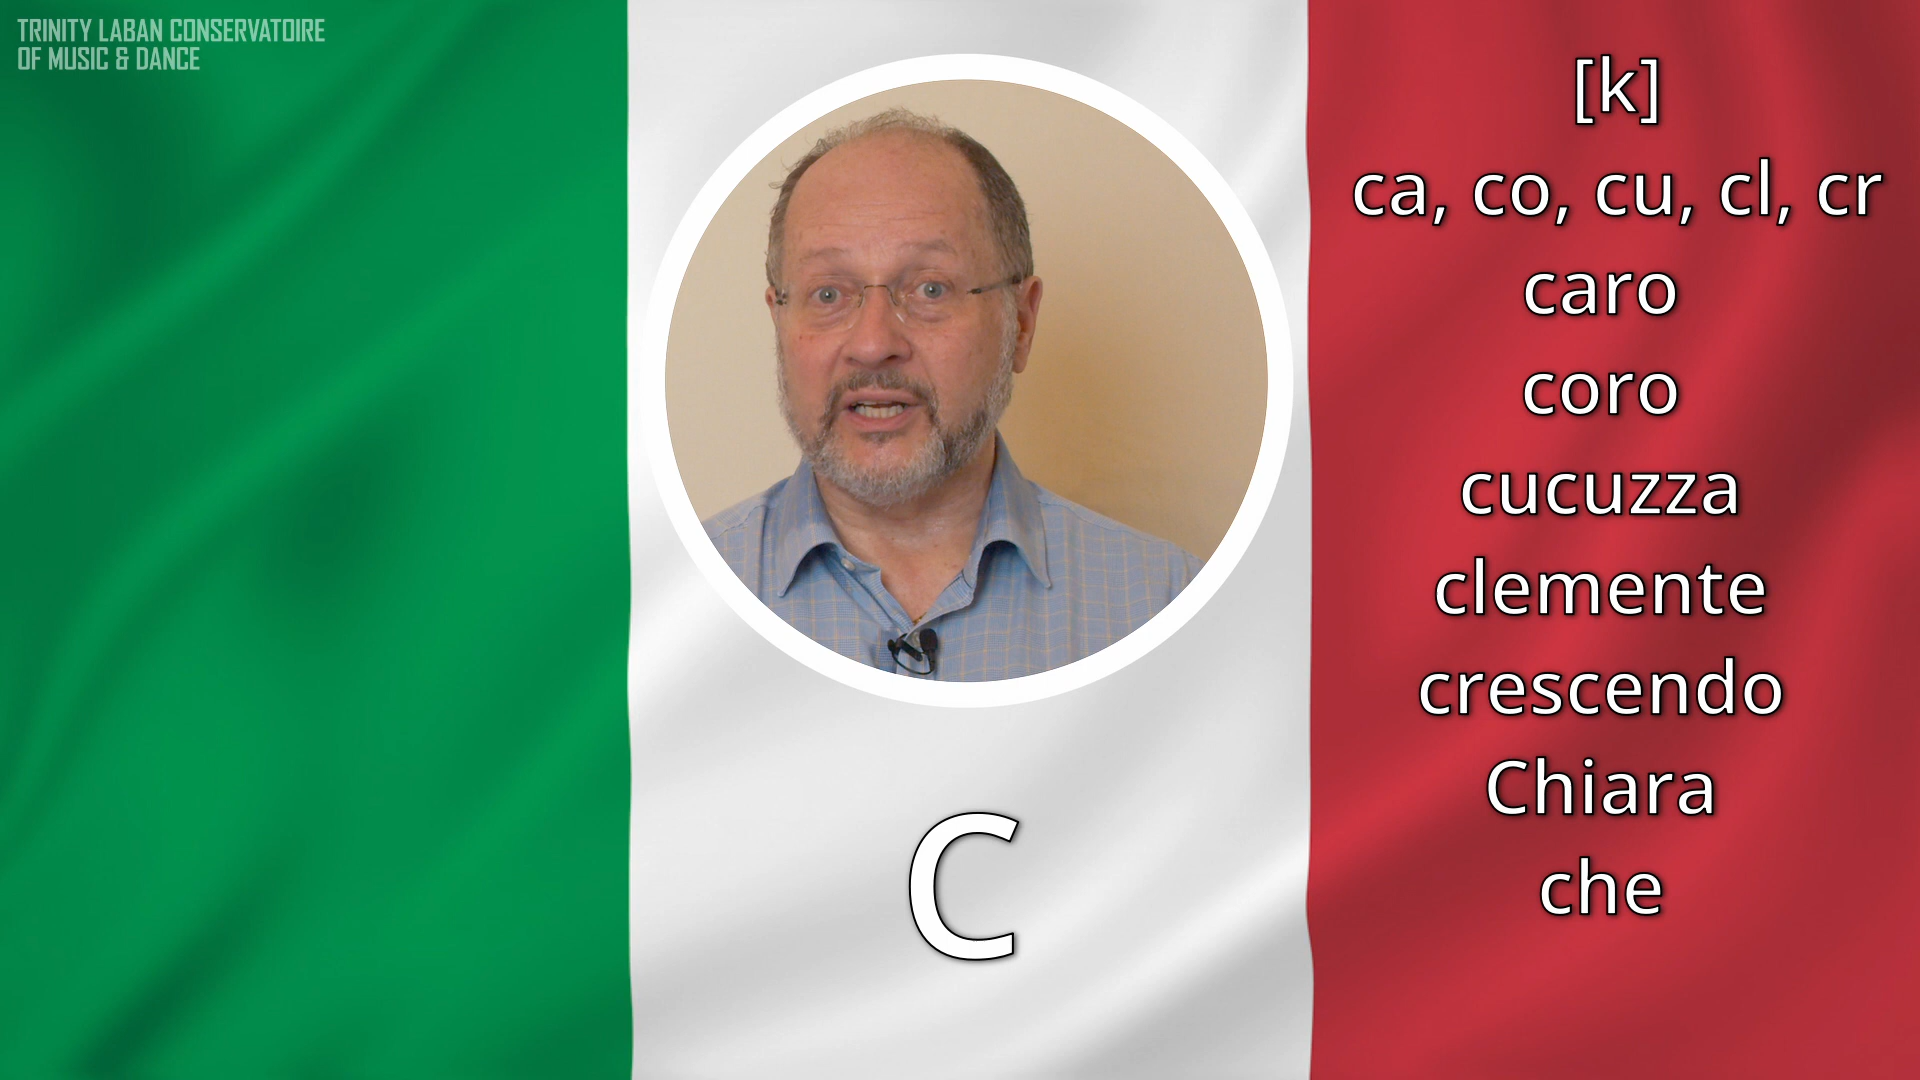 TRINITY LABAN CONSERVATOIRE
OF MUSIC & DANCE
[k]
ca, co, cu, cl, cr
caro
coro
cucuzza
clemente
crescendo
Chiara
che
C